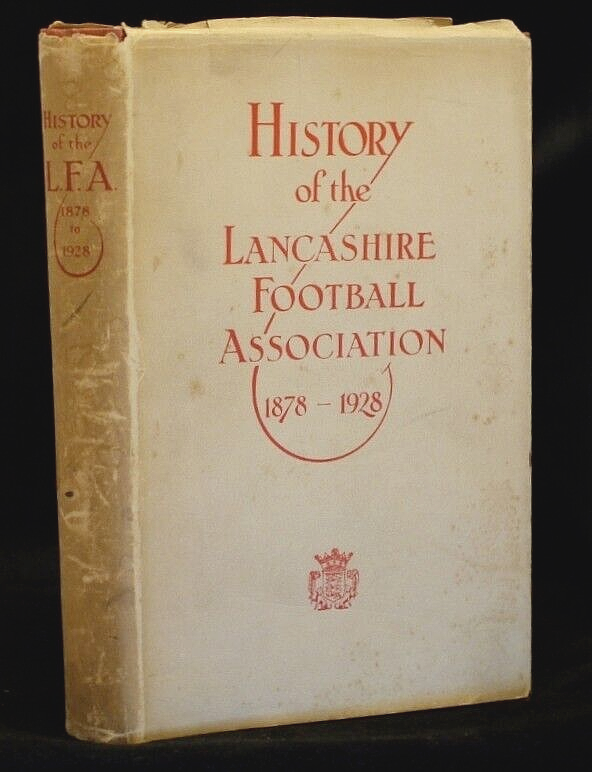 HISTORY
of the
L.F.A.
1878
to
1928
HISTORY
of the
LANCASHIRE
FOOTBALL
ASSOCIATION
1878 – 1928